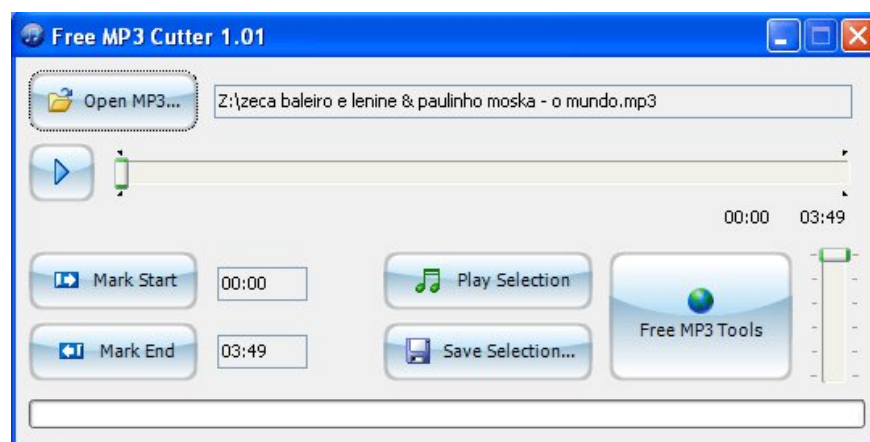 Free MP3 Cutter 1.01
Open MP3...
Z:\zeca baleiro e lenine & paulinho moska - o mundo.mp3
00:00 03:49
Mark Start 00:00 Play Selection
Free MP3 Tools
Mark End 03:49 Save Selection...